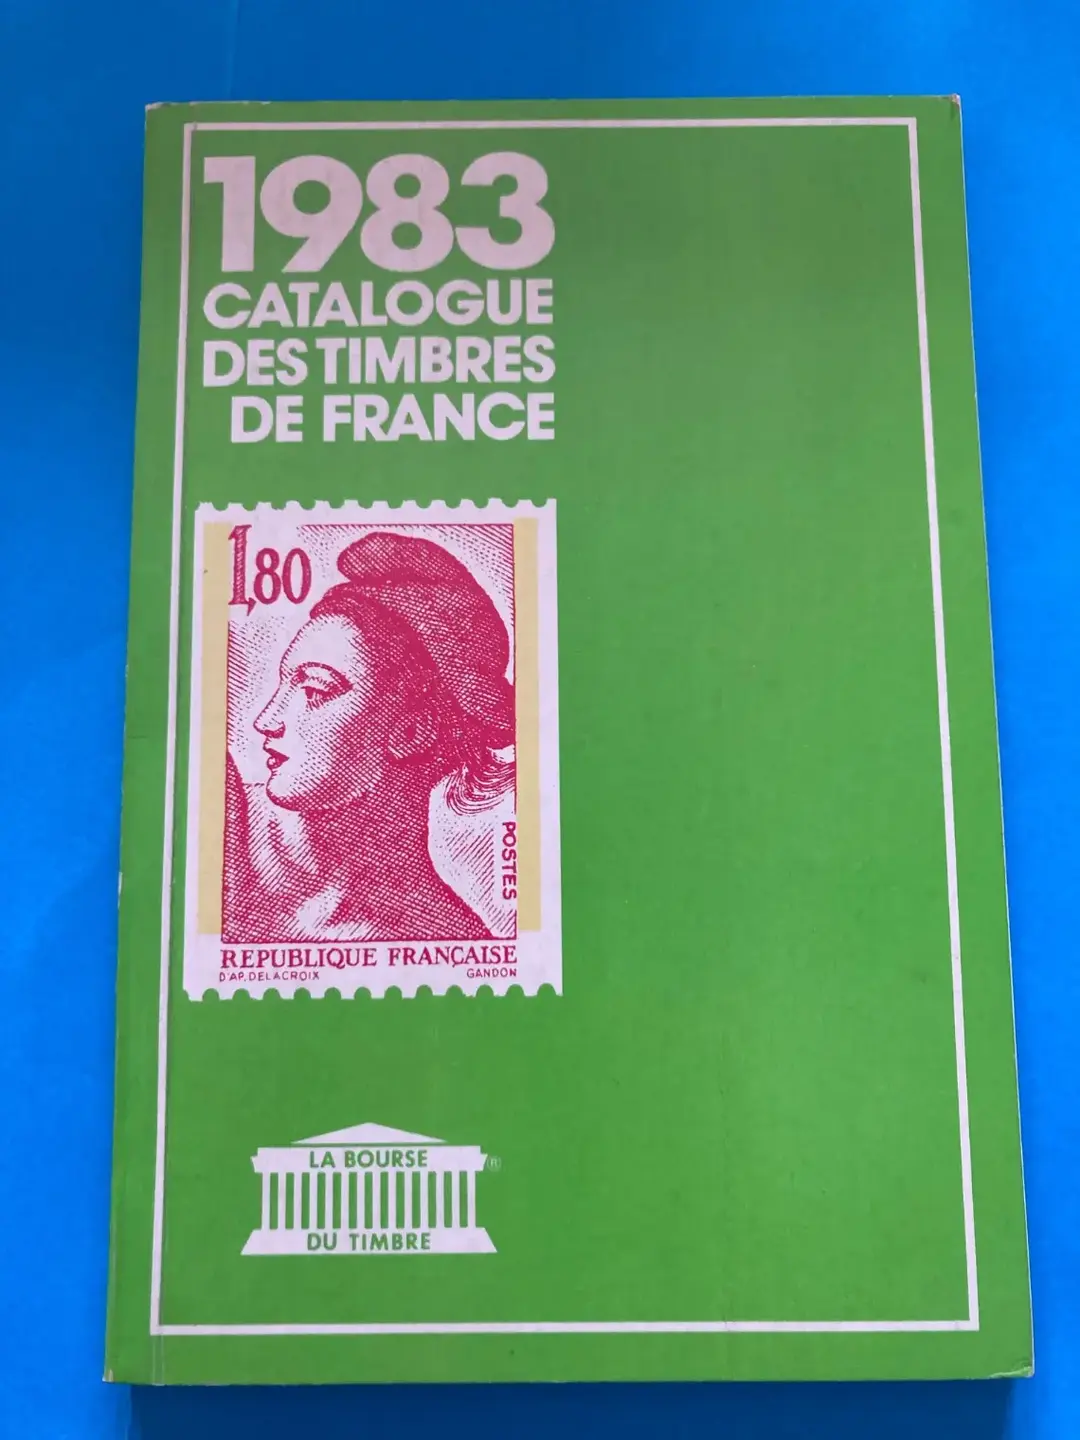 1983
CATALOGUE
DES TIMBRES
DE FRANCE
1,80
POSTES
REPUBLIQUE FRANÇAISE
D'AP. DELACROIX GANDON
LA BOURSE ®
DU TIMBRE